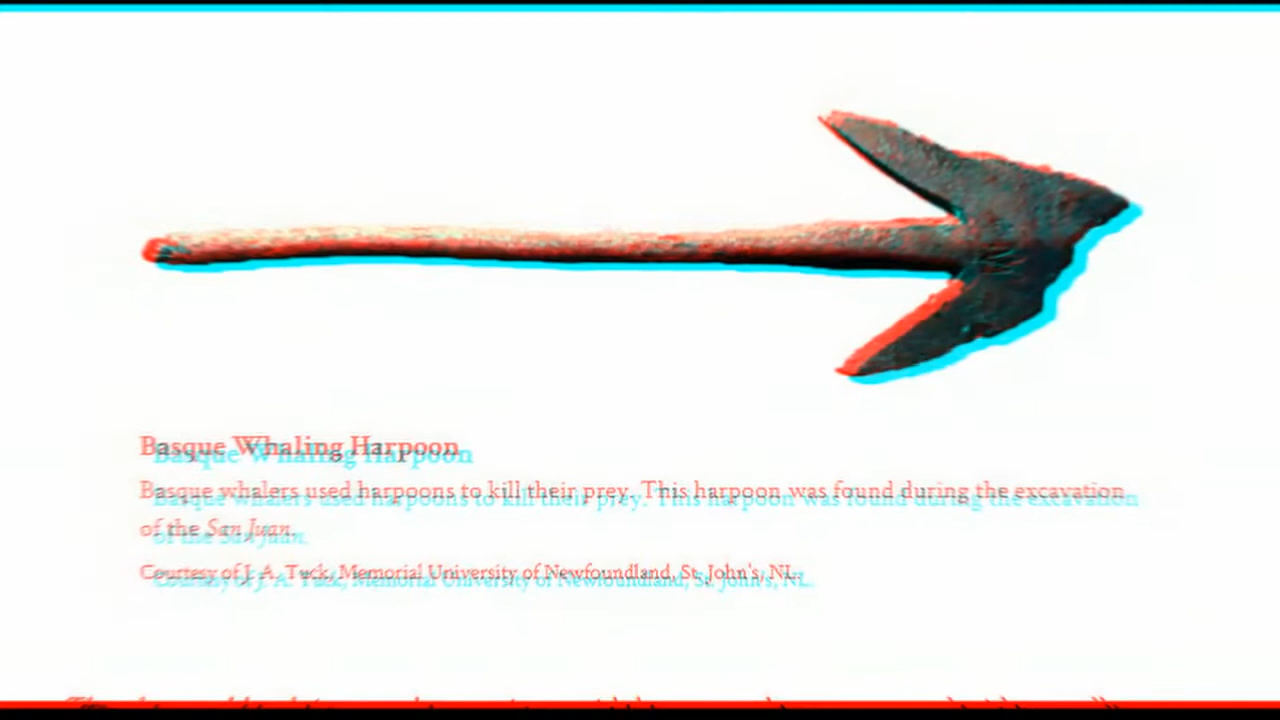 Basque Whaling Harpoon
Basque whalers used harpoons to kill their prey. This harpoon was found during the excavation
of the San Juan.
Courtesy of J. A. Tuck, Memorial University of Newfoundland, St. John's, NL.